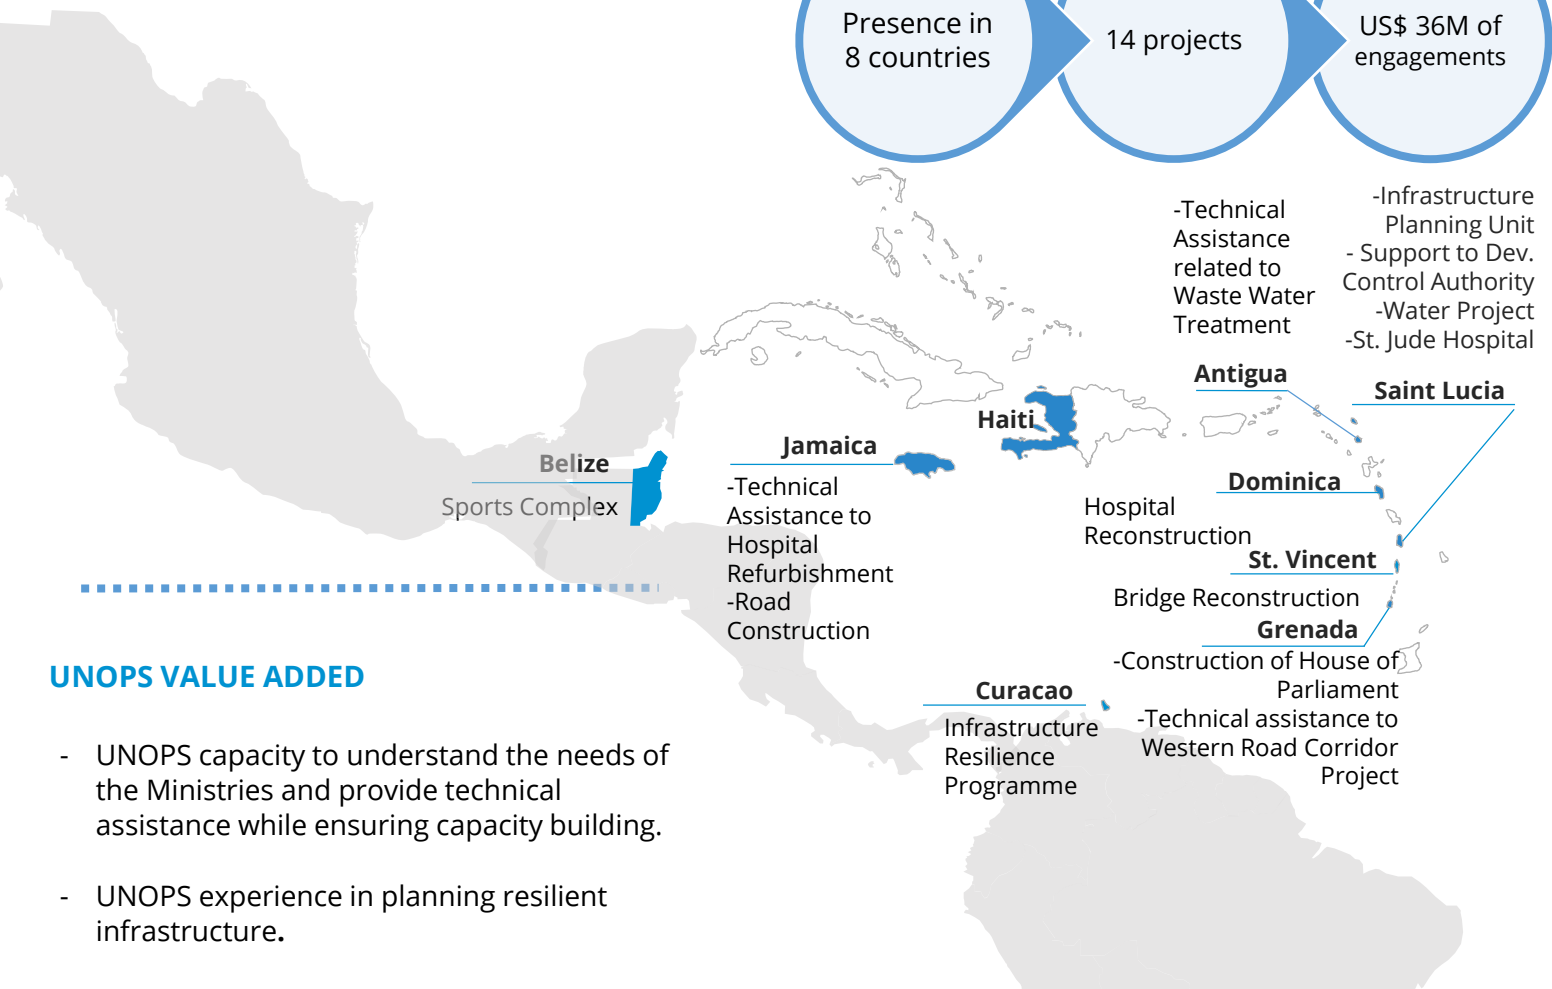 Presence in
8 countries
14 projects
US$ 36M of
engagements
-Technical
Assistance
related to
Waste Water
Treatment
Antigua
-Infrastructure
Planning Unit
- Support to Dev.
Control Authority
-Water Project
-St. Jude Hospital
Saint Lucia
Haiti
Jamaica
-Technical
Assistance to
Hospital
Refurbishment
-Road
Construction
Belize
Sports Complex
Dominica
Hospital
Reconstruction
St. Vincent
Bridge Reconstruction
Grenada
-Construction of House of
Parliament
-Technical assistance to
Western Road Corridor
Project
Curacao
Infrastructure
Resilience
Programme
UNOPS VALUE ADDED
- UNOPS capacity to understand the needs of
the Ministries and provide technical
assistance while ensuring capacity building.
- UNOPS experience in planning resilient
infrastructure.